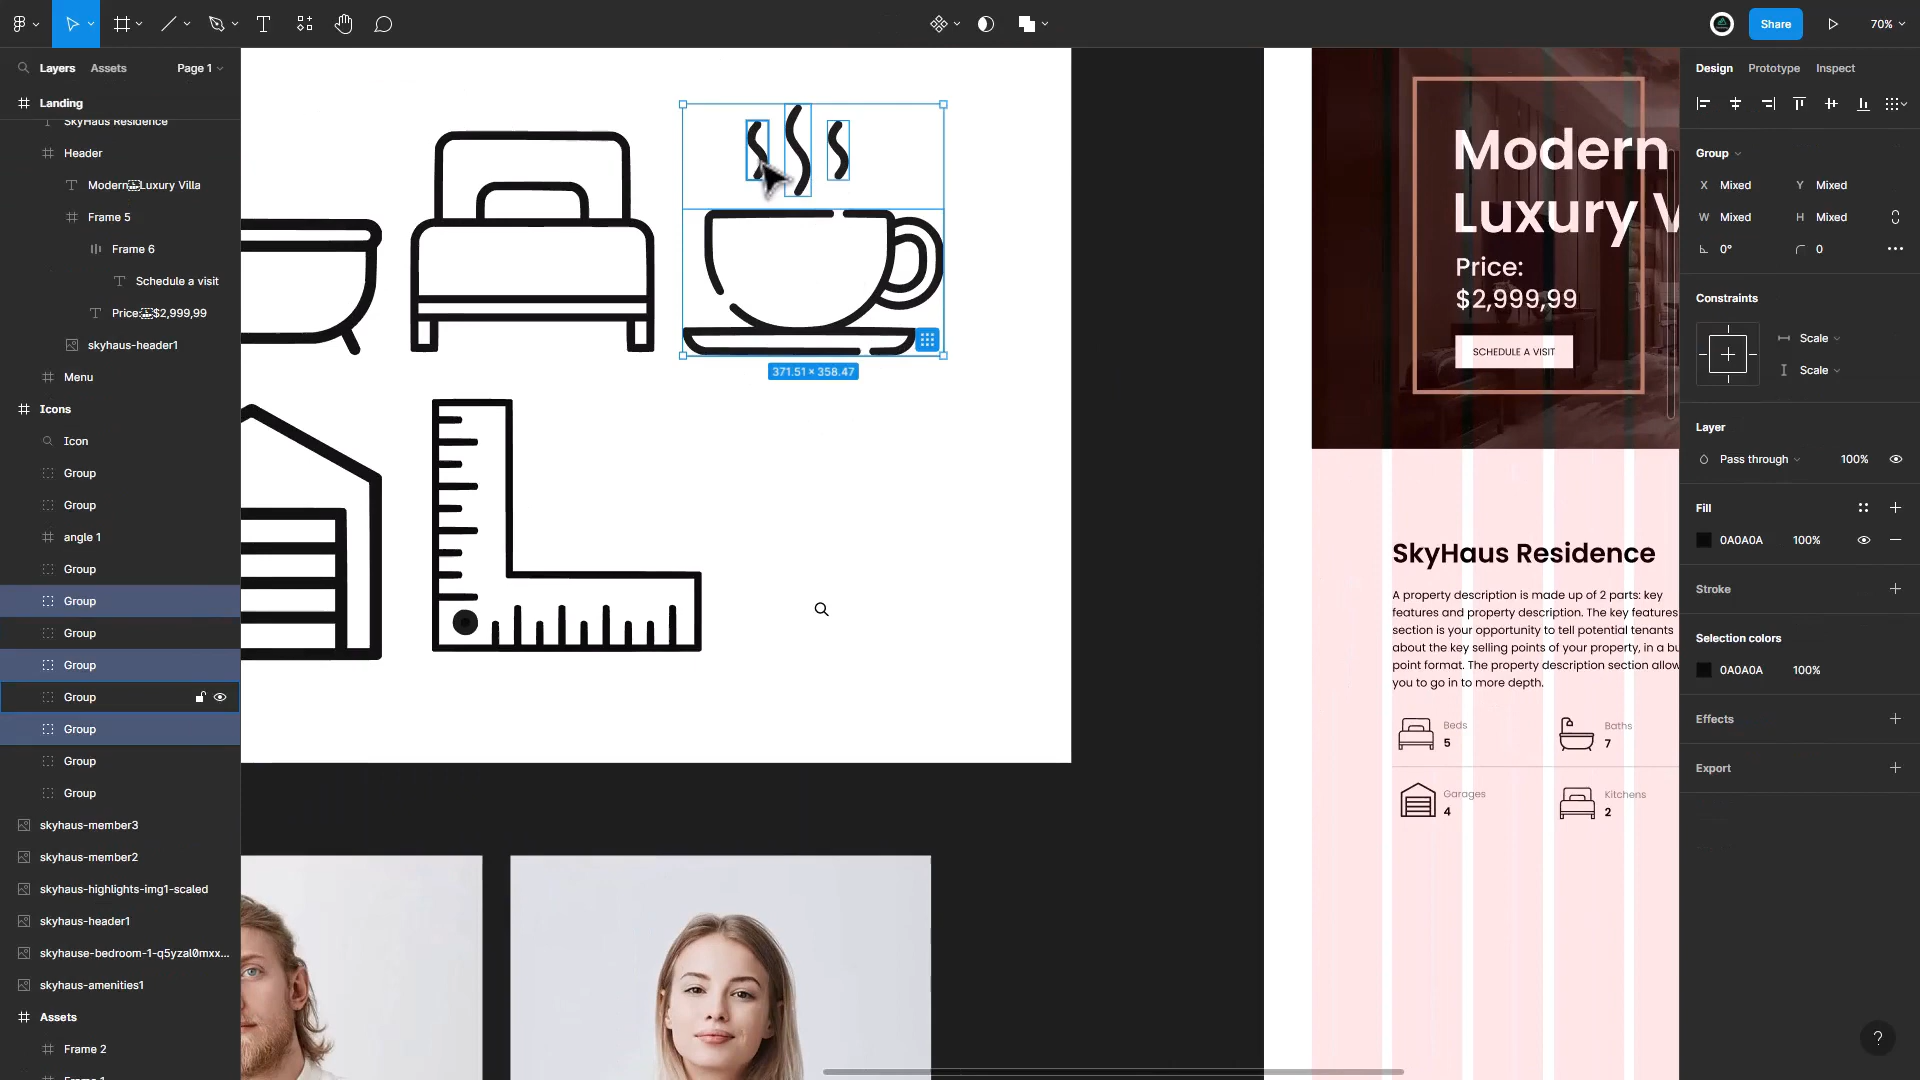 Share
70%
Layers
Assets
Page 1
Landing
SkyHaus Residence
Header
Modern Luxury Villa
Frame 5
Frame 6
Schedule a visit
Price: $2,999,99
skyhaus-header1
Menu
Icons
Icon
Group
Group
angle 1
Group
Group
Group
Group
Group
Group
Group
Group
skyhaus-member3
skyhaus-member2
skyhaus-highlights-img1-scaled
skyhaus-header1
skyhause-bedroom-1-q5yzal0mxx...
skyhaus-amenities1
Assets
Frame 2
371.51 × 358.47
Modern
Luxury V
Price:
$2,999,99
SCHEDULE A VISIT
SkyHaus Residence
A property description is made up of 2 parts: key
features and property description. The key features
section is your opportunity to tell potential tenants
about the key selling points of your property, in a bu
point format. The property description section allow
you to go in to more depth.
Beds
5
Baths
7
Garages
4
Kitchens
2
Design
Prototype
Inspect
Group
X Mixed
Y Mixed
W Mixed
H Mixed
0°
0
Constraints
Scale
Scale
Layer
Pass through
100%
Fill
0A0A0A
100%
Stroke
Selection colors
0A0A0A
100%
Effects
Export
?